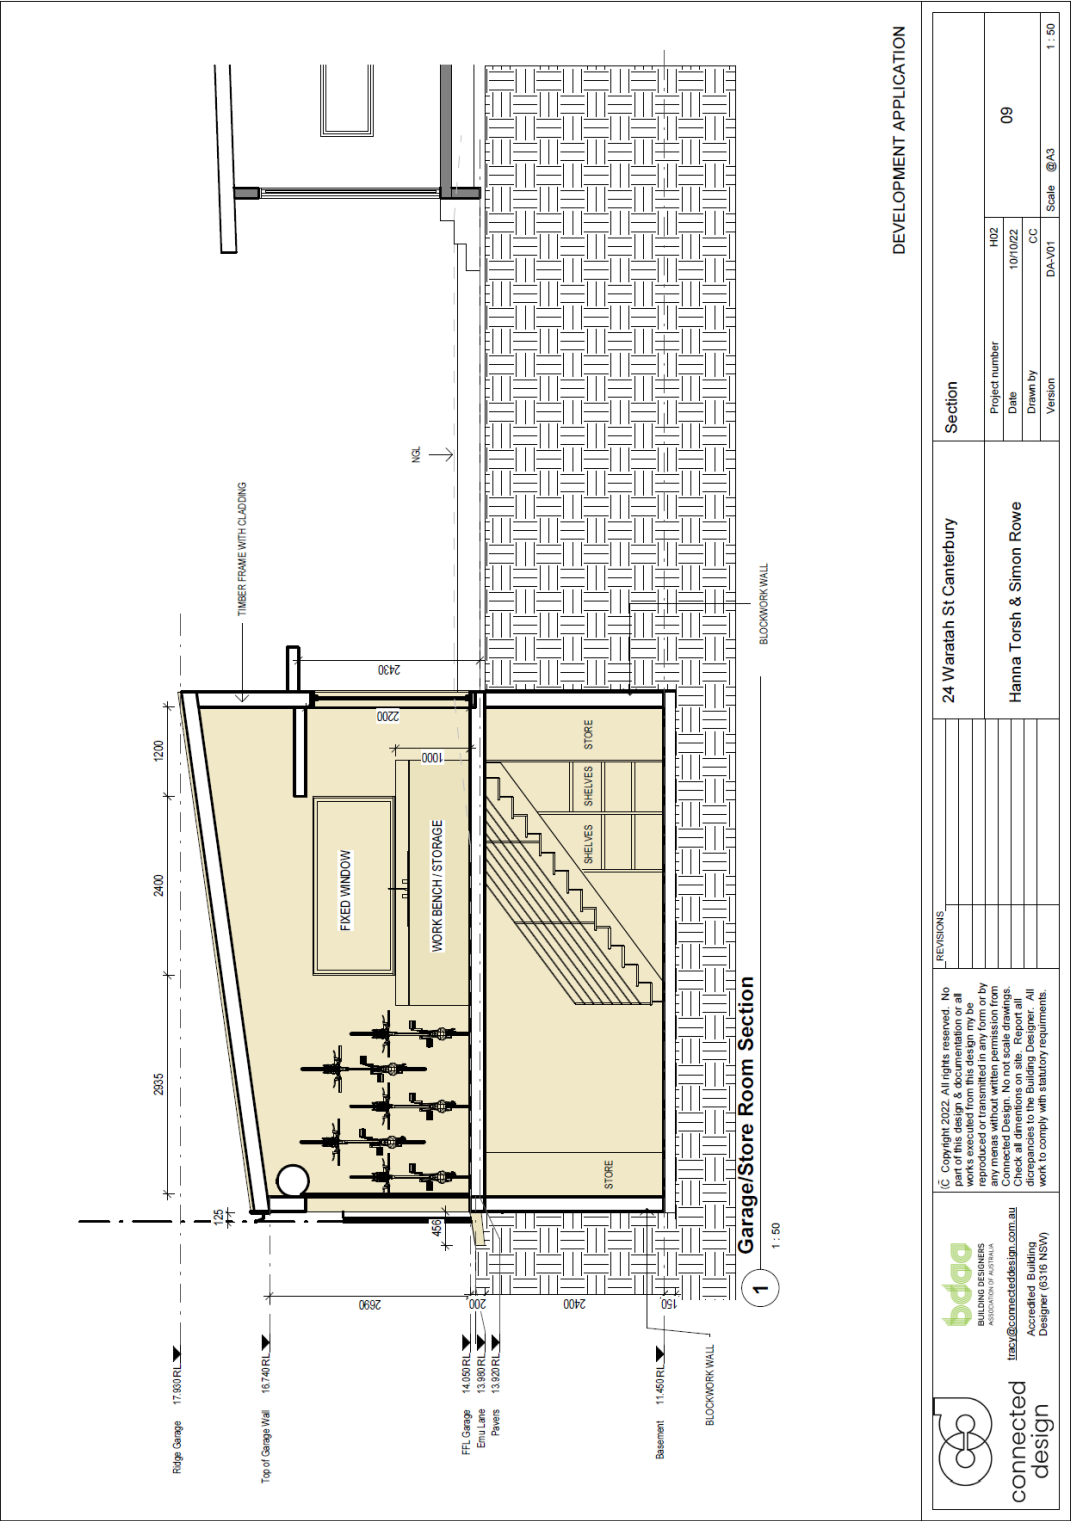 Ridge Garage 17.930 RL
Top of Garage Wall 16.740 RL
FFL Garage 14.050 RL
Emu Lane 13.980 RL
Pavers 13.920 RL
Basement 11.450 RL
125
2935
2400
1200
2690
200
2400
150
456
2430
2200
1000
TIMBER FRAME WITH CLADDING
NGL
FIXED WINDOW
WORK BENCH / STORAGE
STORE
SHELVES
SHELVES
STORE
BLOCKWORK WALL
BLOCKWORK WALL
1
Garage/Store Room Section
1 : 50
DEVELOPMENT APPLICATION
connected
design
bdaa
BUILDING DESIGNERS
ASSOCIATION OF AUSTRALIA
tracy@connecteddesign.com.au
Accredited Building
Designer (6316 NSW)
(C Copyright 2022. All rights reserved. No
part of this design & documentation or all
works executed from this design my be
reproduced or transmitted in any form or by
any menas without written permission from
Connected Design. No not scale drawings.
Check all dimentions on site. Report all
dicrepancies to the Building Designer. All
work to comply with statutory requirments.
REVISIONS
24 Waratah St Canterbury
Hanna Torsh & Simon Rowe
Section
Project number H02
Date 10/10/22
Drawn by CC
Version DA-V01
09
Scale @A3 1 : 50